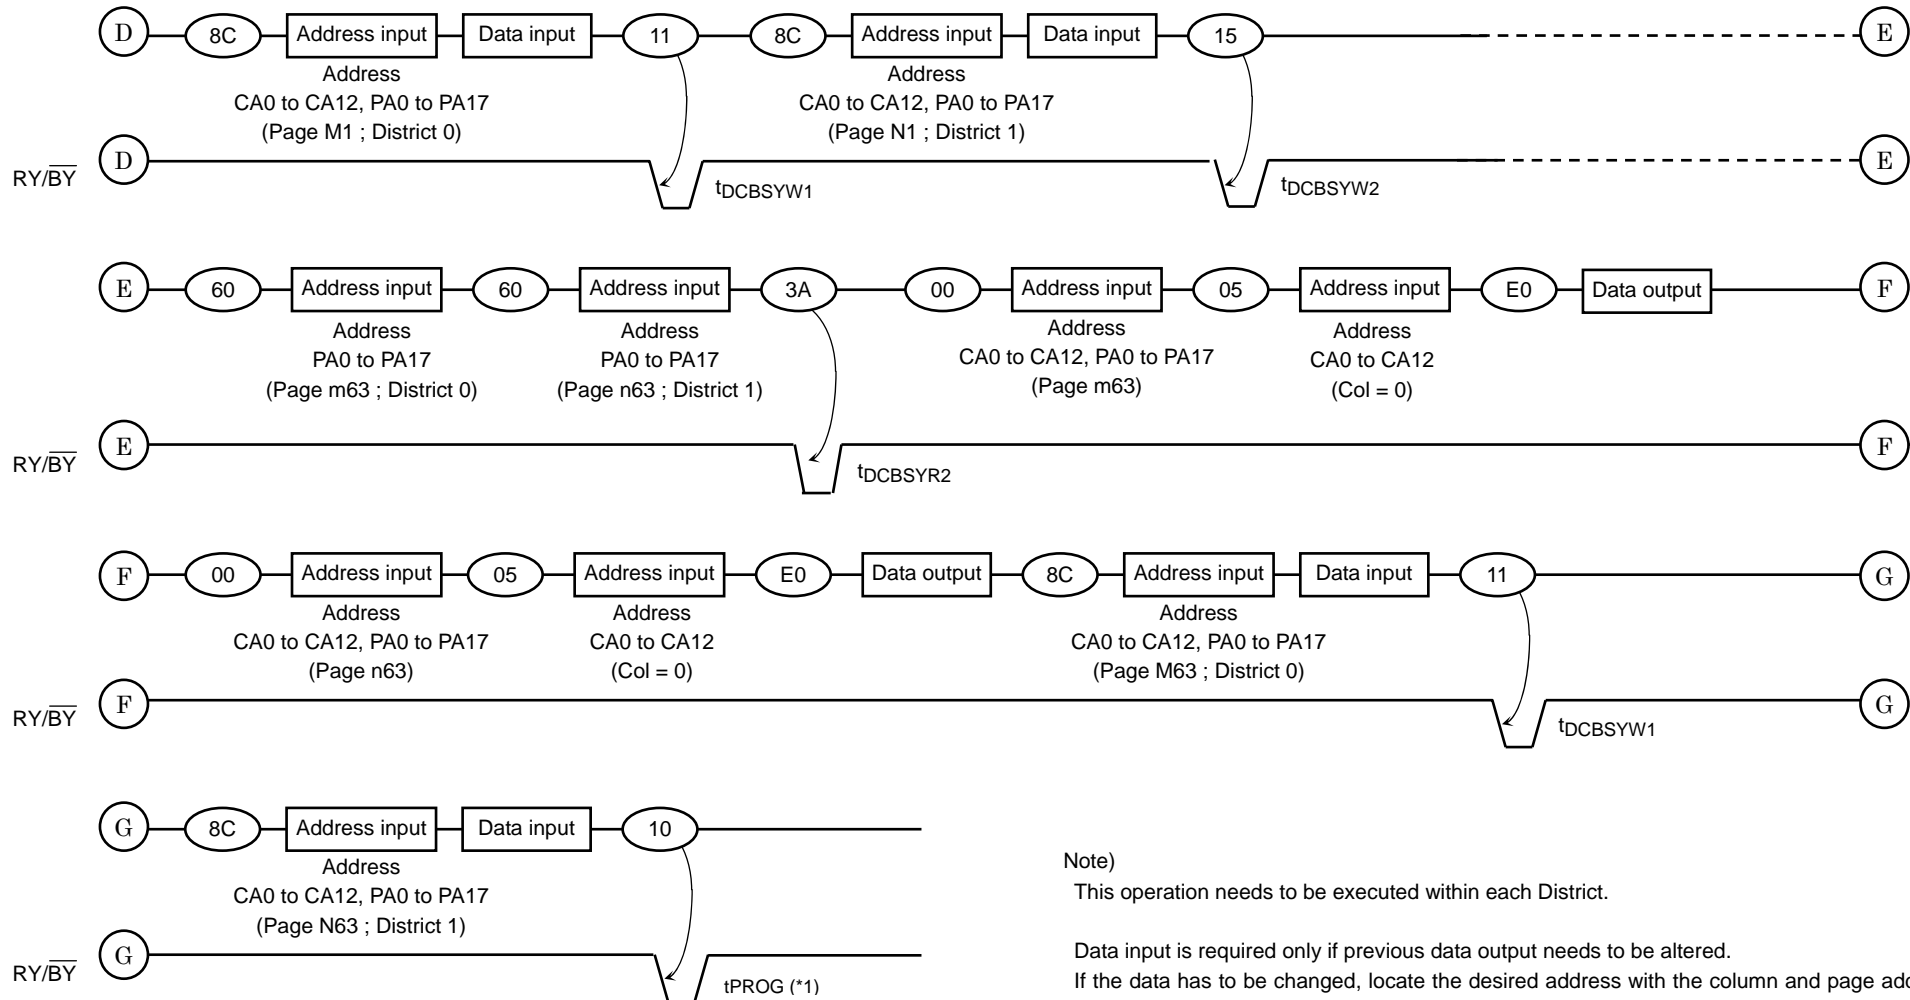 D 8C Address input Data input 11 8C Address input Data input 15 E
Address Address
CA0 to CA12, PA0 to PA17 CA0 to CA12, PA0 to PA17
(Page M1 ; District 0) (Page N1 ; District 1)
RY/BY D E
tDCBSYW1 tDCBSYW2
E 60 Address input 60 Address input 3A 00 Address input 05 Address input E0 Data output F
Address Address Address Address
PA0 to PA17 PA0 to PA17 CA0 to CA12, PA0 to PA17 CA0 to CA12
(Page m63 ; District 0) (Page n63 ; District 1) (Page m63) (Col = 0)
RY/BY E F
tDCBSYR2
F 00 Address input 05 Address input E0 Data output 8C Address input Data input 11 G
Address Address Address
CA0 to CA12, PA0 to PA17 CA0 to CA12 CA0 to CA12, PA0 to PA17
(Page n63) (Col = 0) (Page M63 ; District 0)
RY/BY F G
tDCBSYW1
G 8C Address input Data input 10
Address
CA0 to CA12, PA0 to PA17
(Page N63 ; District 1)
RY/BY G
tPROG (*1)
Note)
This operation needs to be executed within each District.
Data input is required only if previous data output needs to be altered.
If the data has to be changed, locate the desired address with the column and page